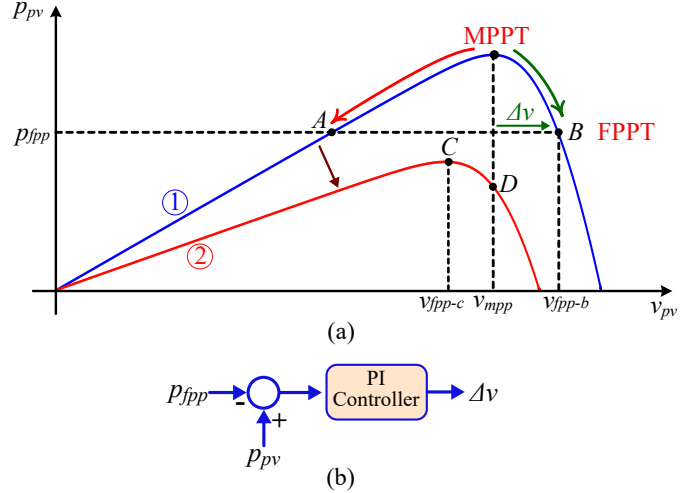 p_pv
MPPT
Δv
A
p_fpp
B FPPT
C
D
①
②
v_fpp-c v_mpp v_fpp-b v_pv
(a)
p_fpp - PI Controller Δv
+
p_pv
(b)